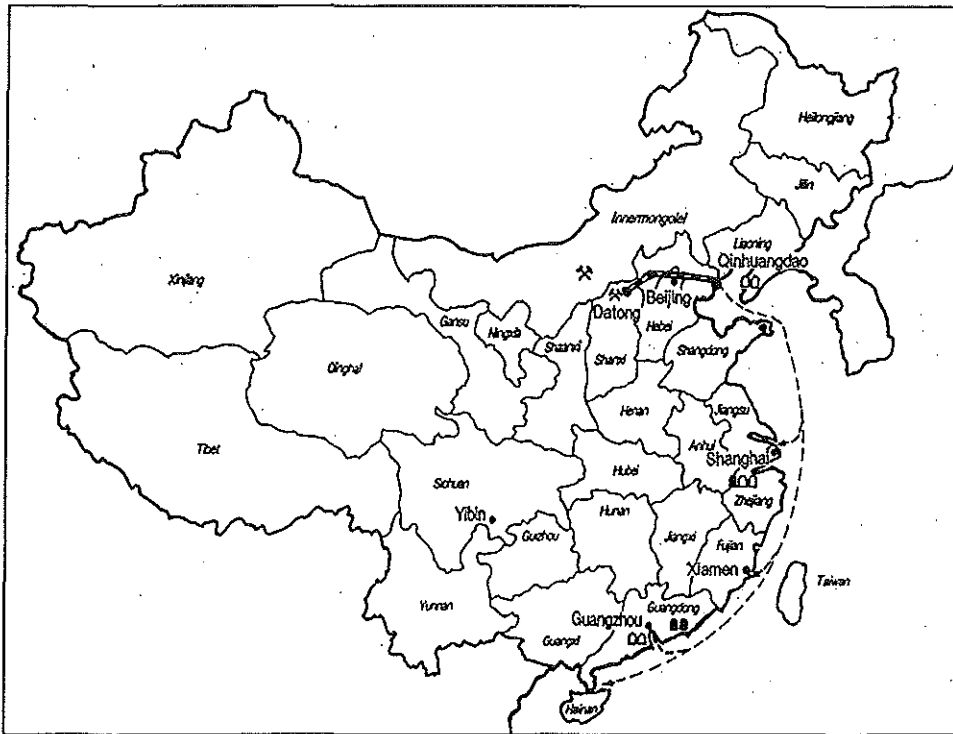 Heilongjiang
Jilin
Innermongolei
Liaoning
Qinhuangdao
Xinjiang
Beijing
Datong
Hebei
Gansu
Ningxia
Shaanxi
Shanxi
Shangdong
Qinghai
Henan
Jiangsu
Anhui
Shanghai
Tibet
Hubei
Sichuan
Zhejiang
Yibin
Hunan
Guizhou
Jiangxi
Fujian
Xiamen
Taiwan
Yunnan
Guangdong
Guangzhou
Guangxi
Hainan